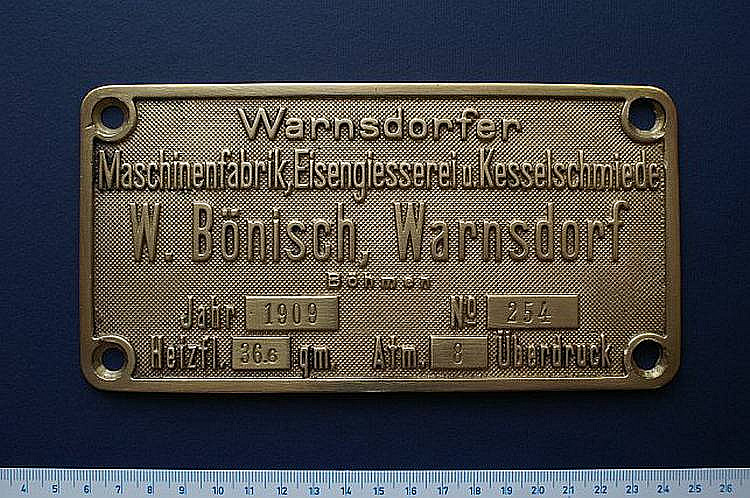 Warnsdorfer
Maschinenfabrik, Eisengiesserei u. Kesselschmiede
W. Bönisch, Warnsdorf
Böhmen
Jahr 1909 No 254
Heizfl. 36.6 qm. Atm. 8 Überdruck
4 5 6 7 8 9 10 11 12 13 14 15 16 17 18 19 20 21 22 23 24 25 26